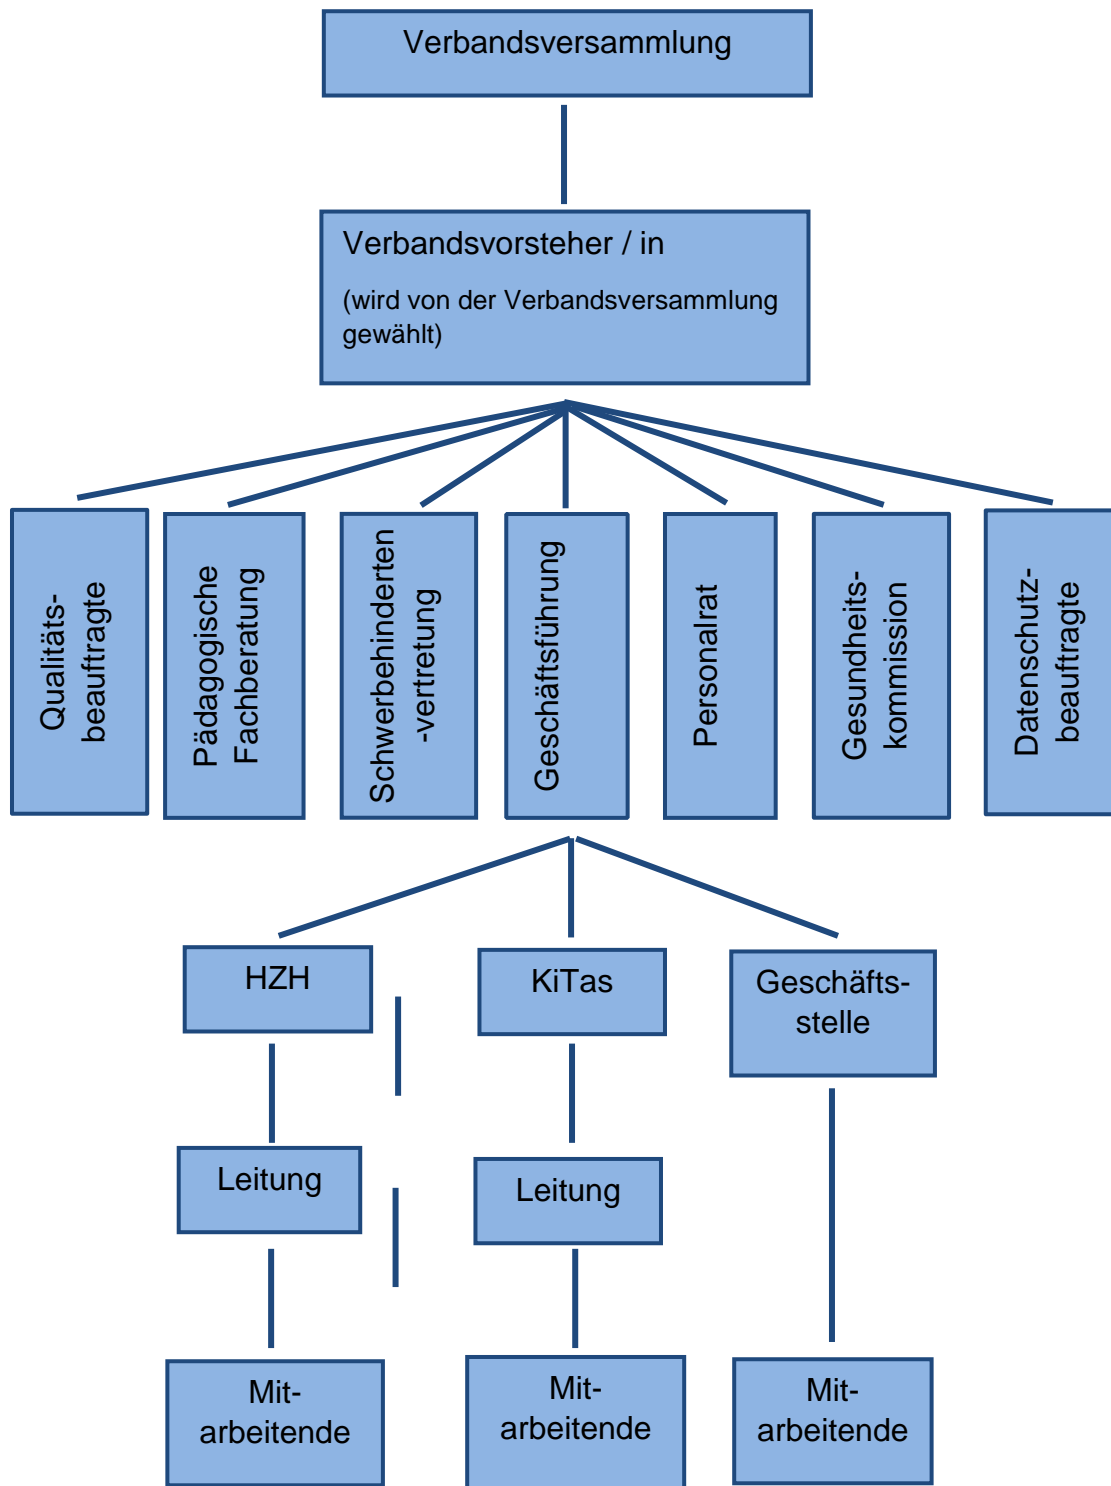 Verbandsversammlung
Verbandsvorsteher / in
(wird von der Verbandsversammlung
gewählt)
Qualitäts-
beauftragte
Pädagogische
Fachberatung
Schwerbehinderten
-vertretung
Geschäftsführung
Personalrat
Gesundheits-
kommission
Datenschutz-
beauftragte
HZH
KiTas
Geschäfts-
stelle
Leitung
Leitung
Mit-
arbeitende
Mit-
arbeitende
Mit-
arbeitende